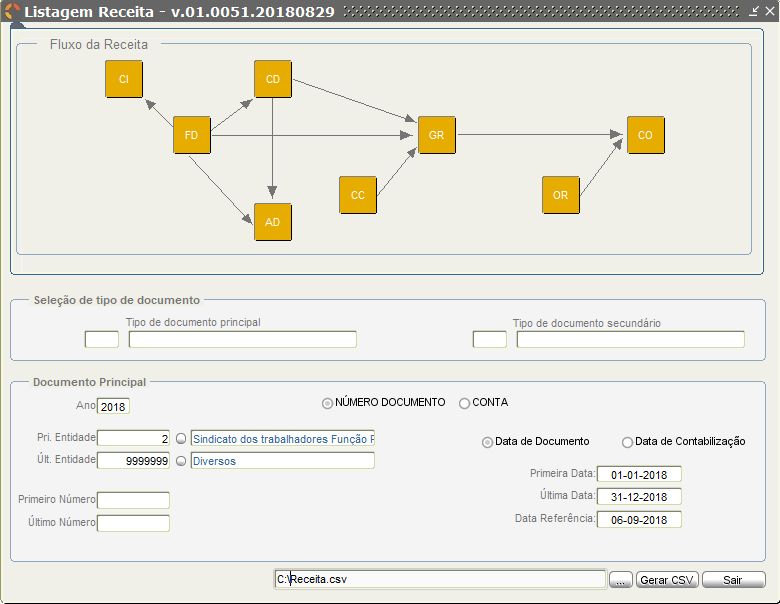 Listagem Receita - v.01.0051.20180829
Fluxo da Receita
CI
CD
FD
GR
CO
CC
OR
AD
Seleção de tipo de documento
Tipo de documento principal
Tipo de documento secundário
Documento Principal
Ano 2018
NÚMERO DOCUMENTO
CONTA
Pri. Entidade 2 Sindicato dos trabalhadores Função P
Últ. Entidade 9999999 Diversos
Data de Documento
Data de Contabilização
Primeira Data: 01-01-2018
Última Data: 31-12-2018
Data Referência: 06-09-2018
Primeiro Número
Último Número
C:\Receita.csv
...
Gerar CSV
Sair